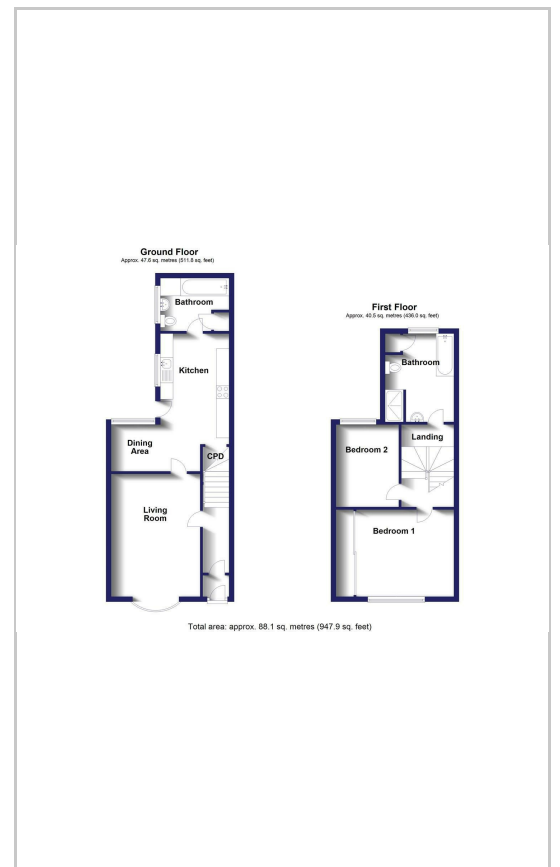 Ground Floor
Approx. 47.6 sq. metres (511.8 sq. feet)
Bathroom
Kitchen
Dining
Area
CPD
Living
Room
First Floor
Approx. 40.5 sq. metres (436.0 sq. feet)
Bathroom
Landing
Bedroom 2
Bedroom 1
Total area: approx. 88.1 sq. metres (947.9 sq. feet)